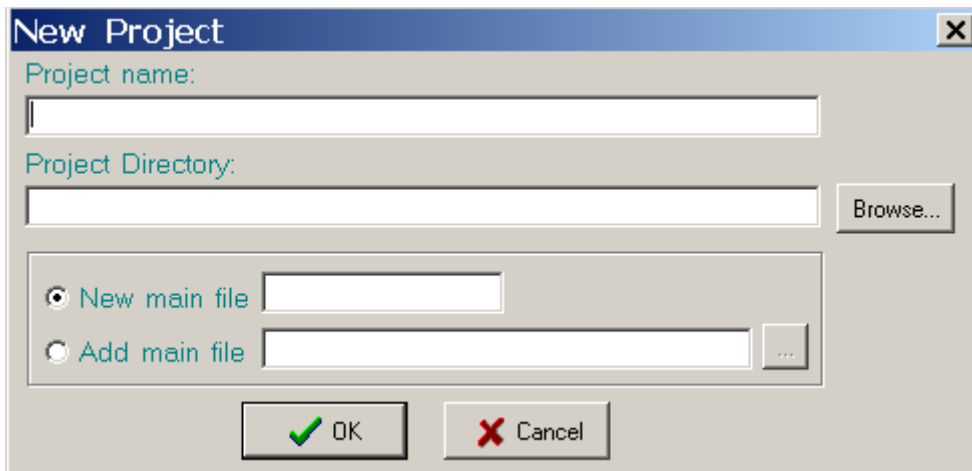 New Project
Project name:
Project Directory:
Browse...
New main file
Add main file
...
OK
Cancel